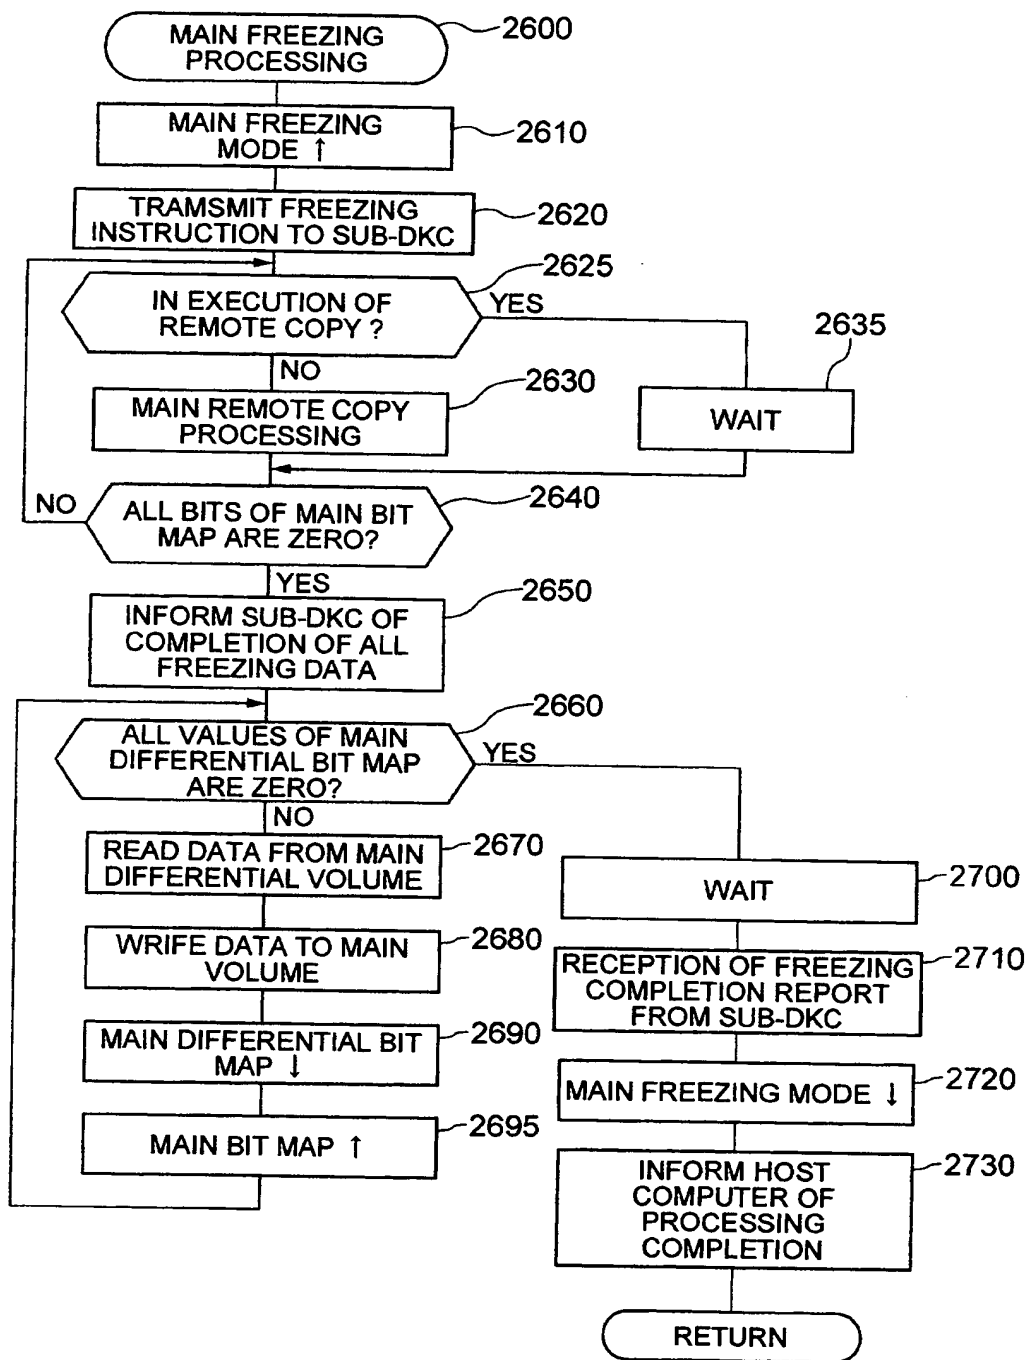 MAIN FREEZING
PROCESSING
2600
MAIN FREEZING
MODE ↑
2610
TRAMSMIT FREEZING
INSTRUCTION TO SUB-DKC
2620
2625
IN EXECUTION OF
REMOTE COPY ?
YES
2635
NO
2630
MAIN REMOTE COPY
PROCESSING
WAIT
2640
NO
ALL BITS OF MAIN BIT
MAP ARE ZERO?
YES
2650
INFORM SUB-DKC OF
COMPLETION OF ALL
FREEZING DATA
2660
ALL VALUES OF MAIN
DIFFERENTIAL BIT MAP
ARE ZERO?
YES
NO
READ DATA FROM MAIN
DIFFERENTIAL VOLUME
2670
WAIT
2700
WRIFE DATA TO MAIN
VOLUME
2680
RECEPTION OF FREEZING
COMPLETION REPORT
FROM SUB-DKC
2710
MAIN DIFFERENTIAL BIT
MAP ↓
2690
MAIN FREEZING MODE ↓
2720
MAIN BIT MAP ↑
2695
INFORM HOST
COMPUTER OF
PROCESSING
COMPLETION
2730
RETURN